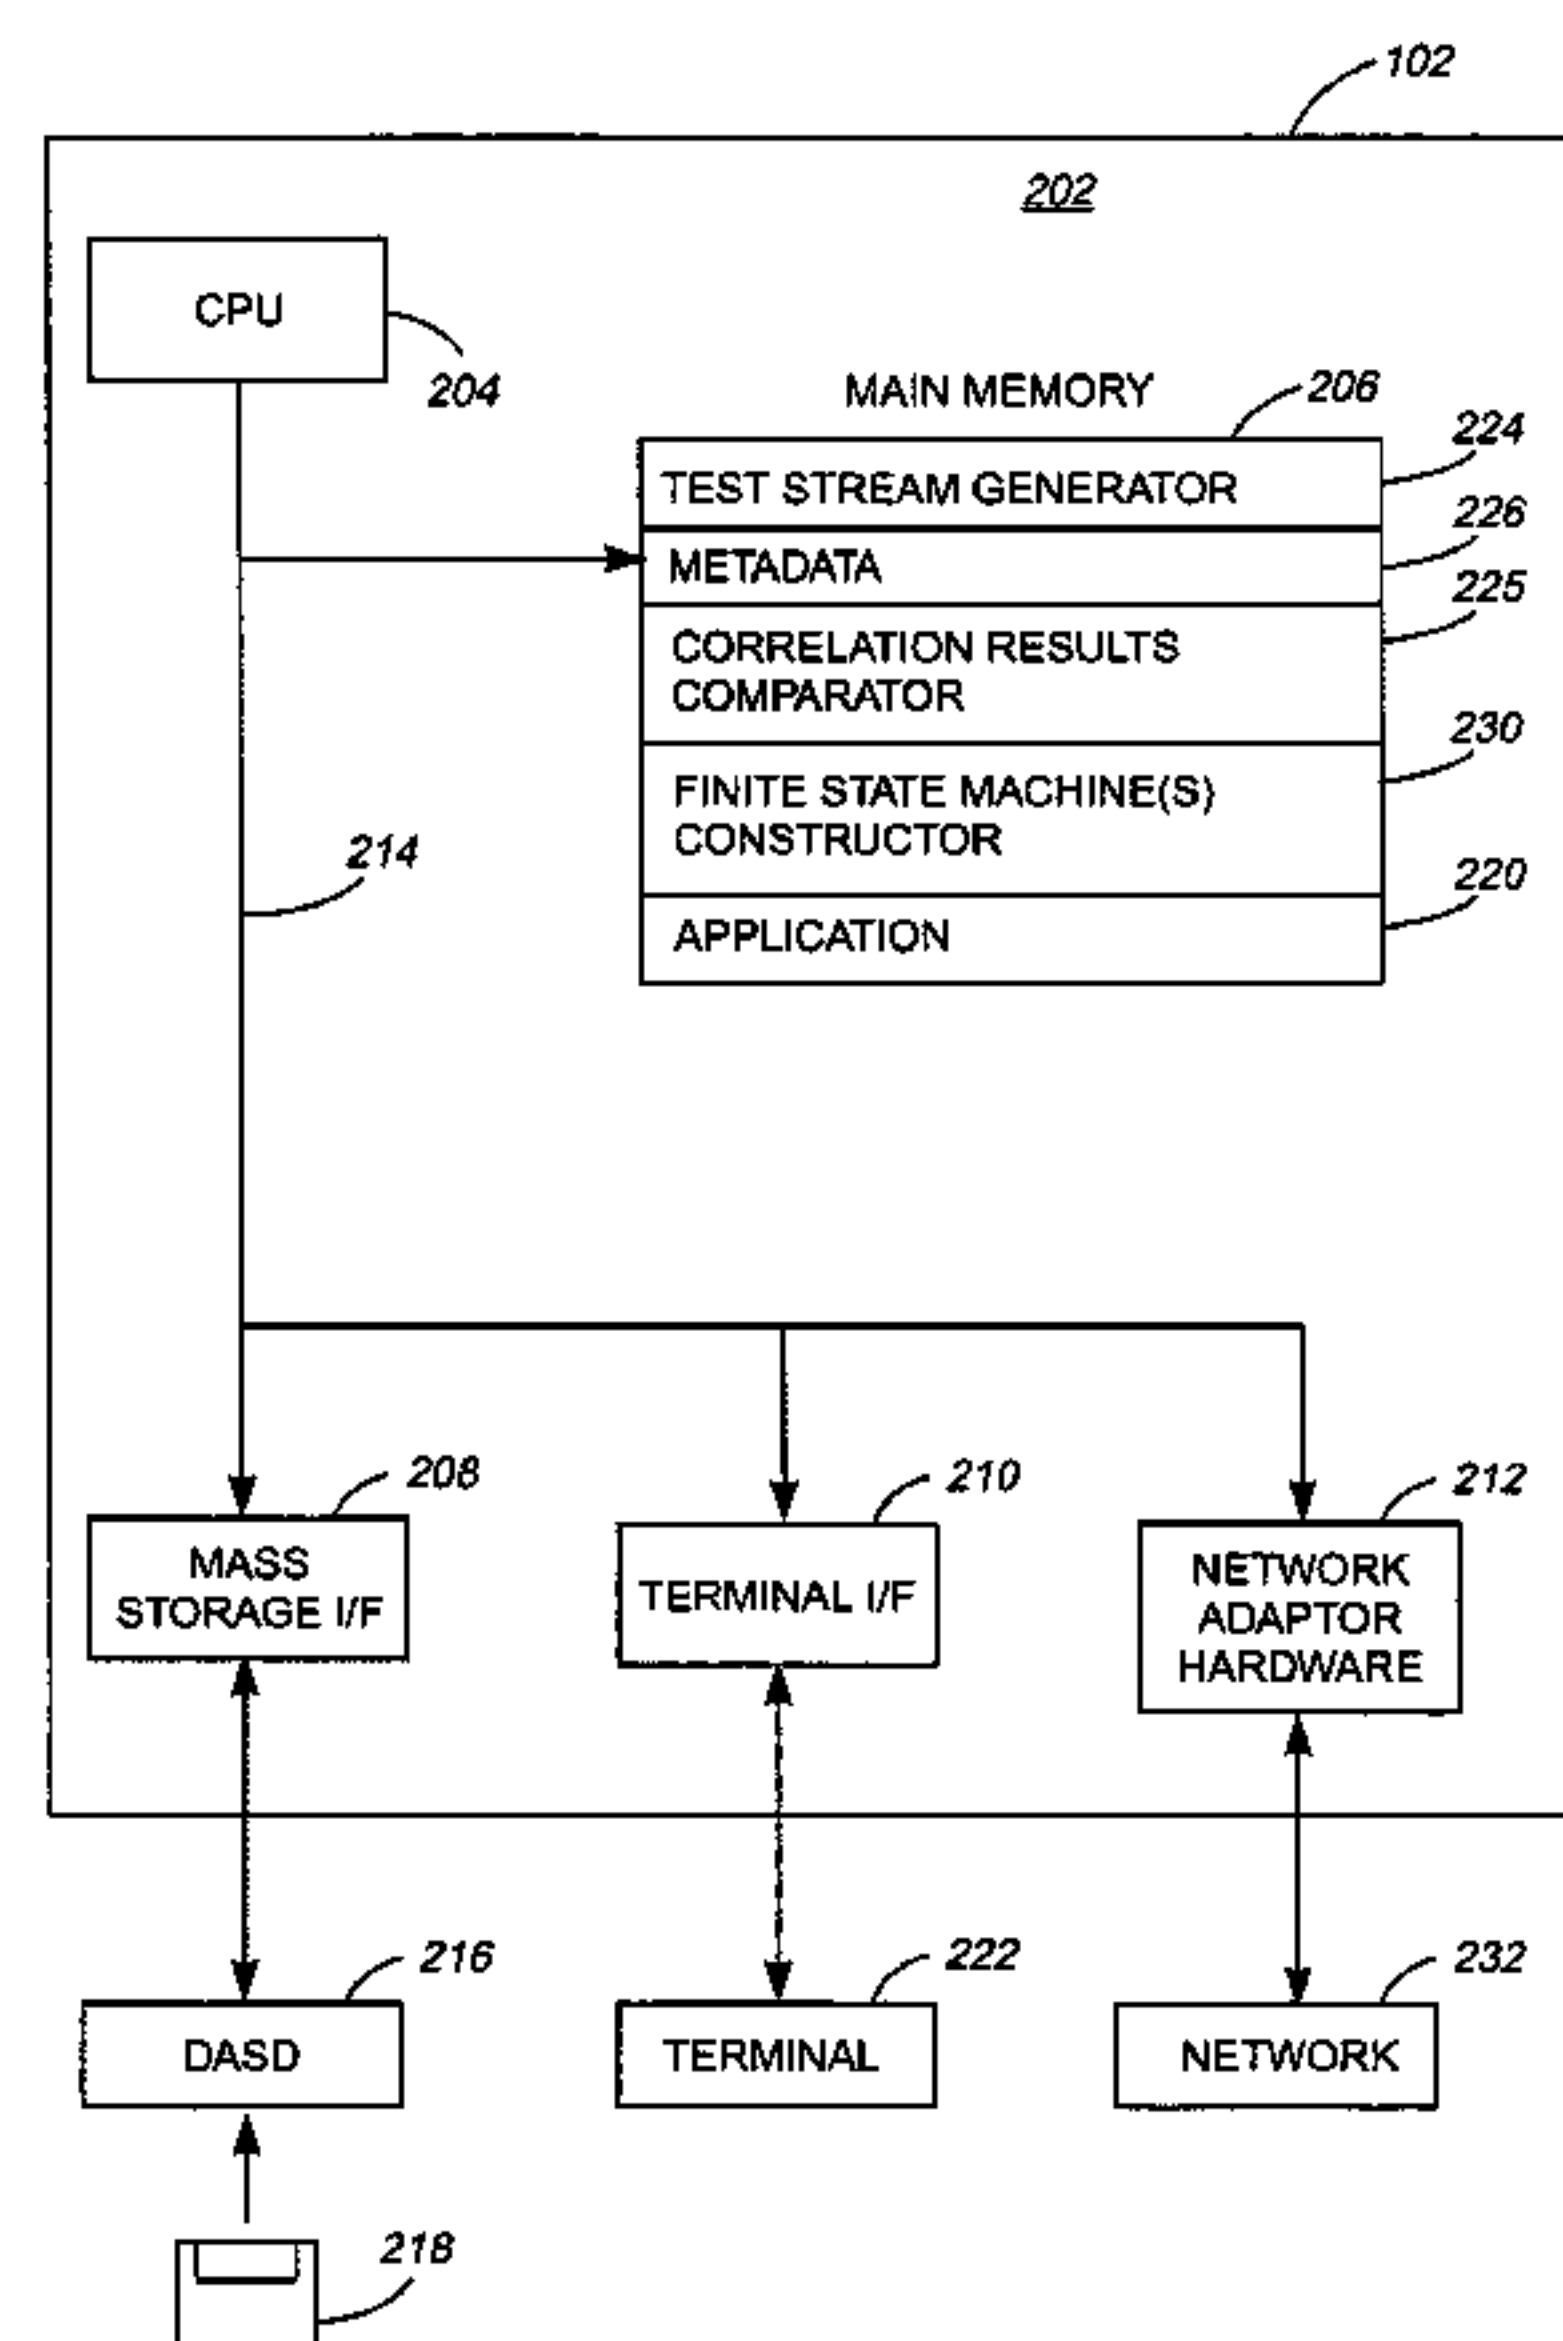 102
202
CPU
204
MAIN MEMORY
206
TEST STREAM GENERATOR
224
METADATA
226
CORRELATION RESULTS
COMPARATOR
225
FINITE STATE MACHINE(S)
CONSTRUCTOR
230
APPLICATION
220
214
208
MASS
STORAGE I/F
210
TERMINAL I/F
212
NETWORK
ADAPTOR
HARDWARE
216
DASD
222
TERMINAL
232
NETWORK
218